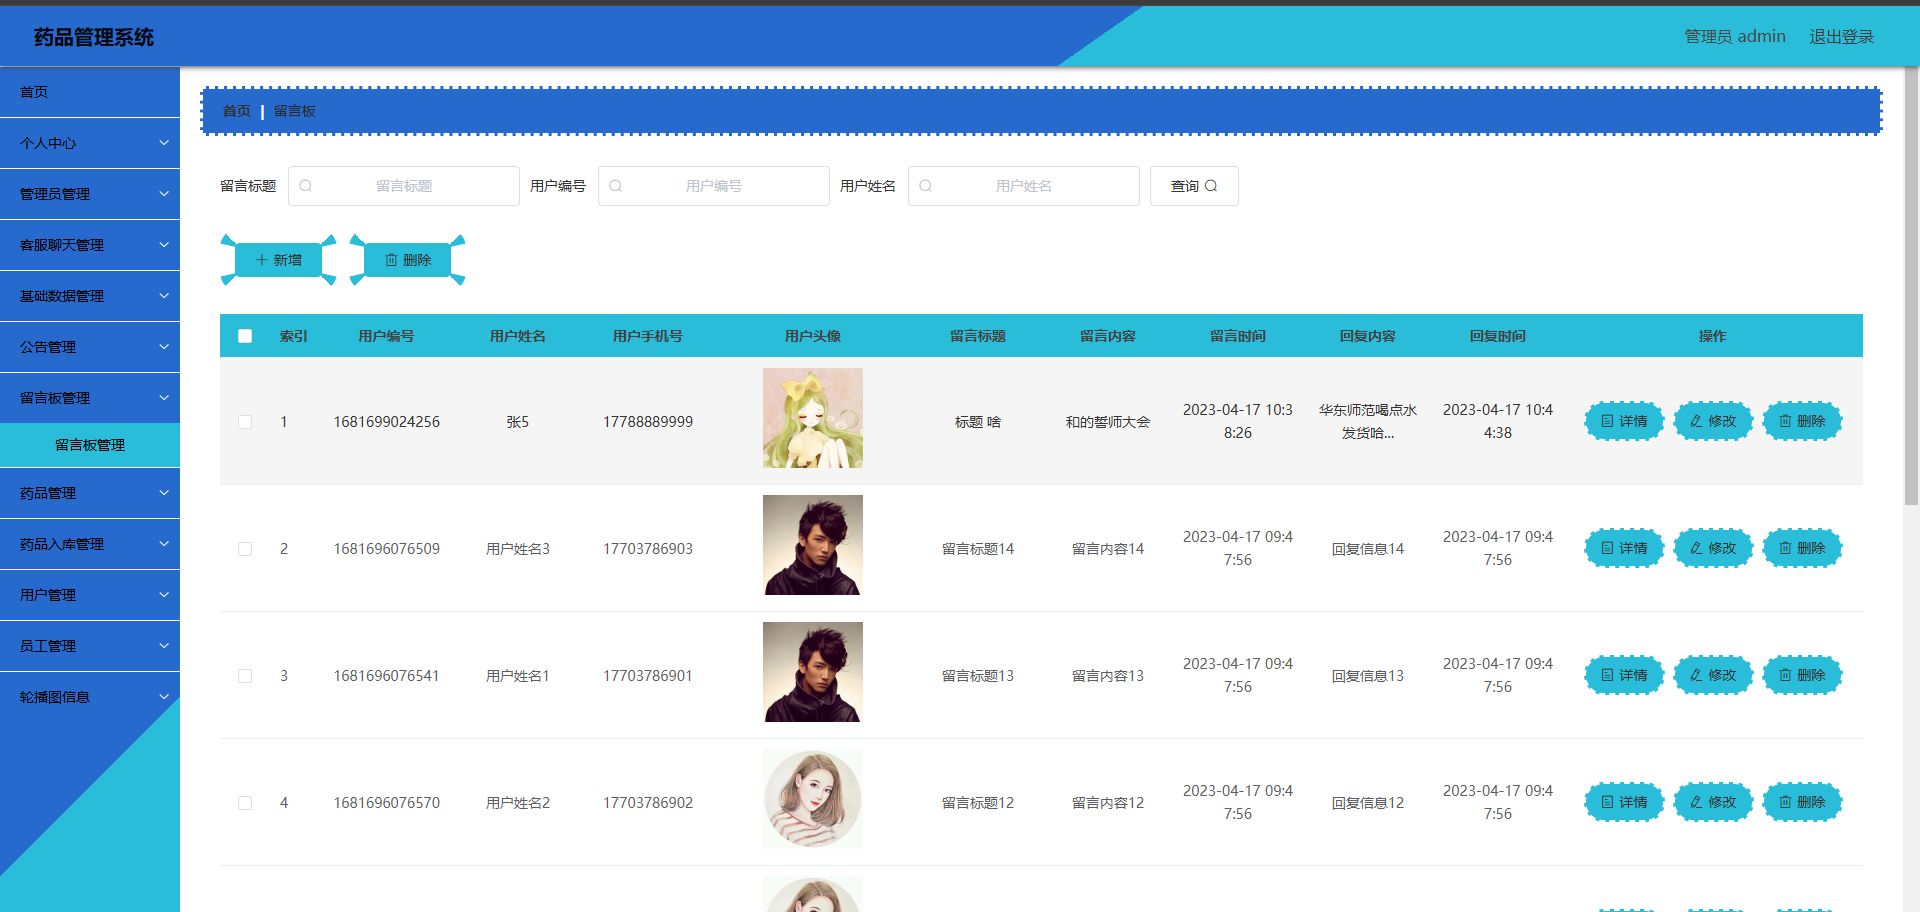 药品管理系统
管理员 admin 退出登录
首页
个人中心
管理员管理
客服聊天管理
基础数据管理
公告管理
留言板管理
留言板管理
药品管理
药品入库管理
用户管理
员工管理
轮播图信息
首页 | 留言板
留言标题 留言标题 用户编号 用户编号 用户姓名 用户姓名 查询
新增 删除
索引 用户编号 用户姓名 用户手机号 用户头像 留言标题 留言内容 留言时间 回复内容 回复时间 操作
1 1681699024256 张5 17788889999 标题 啥 和的誓师大会 2023-04-17 10:3 华东师范喝点水 2023-04-17 10:4 详情 修改 删除
8:26 发货哈... 4:38
2 1681696076509 用户姓名3 17703786903 留言标题14 留言内容14 2023-04-17 09:4 回复信息14 2023-04-17 09:4 详情 修改 删除
7:56 7:56
3 1681696076541 用户姓名1 17703786901 留言标题13 留言内容13 2023-04-17 09:4 回复信息13 2023-04-17 09:4 详情 修改 删除
7:56 7:56
4 1681696076570 用户姓名2 17703786902 留言标题12 留言内容12 2023-04-17 09:4 回复信息12 2023-04-17 09:4 详情 修改 删除
7:56 7:56